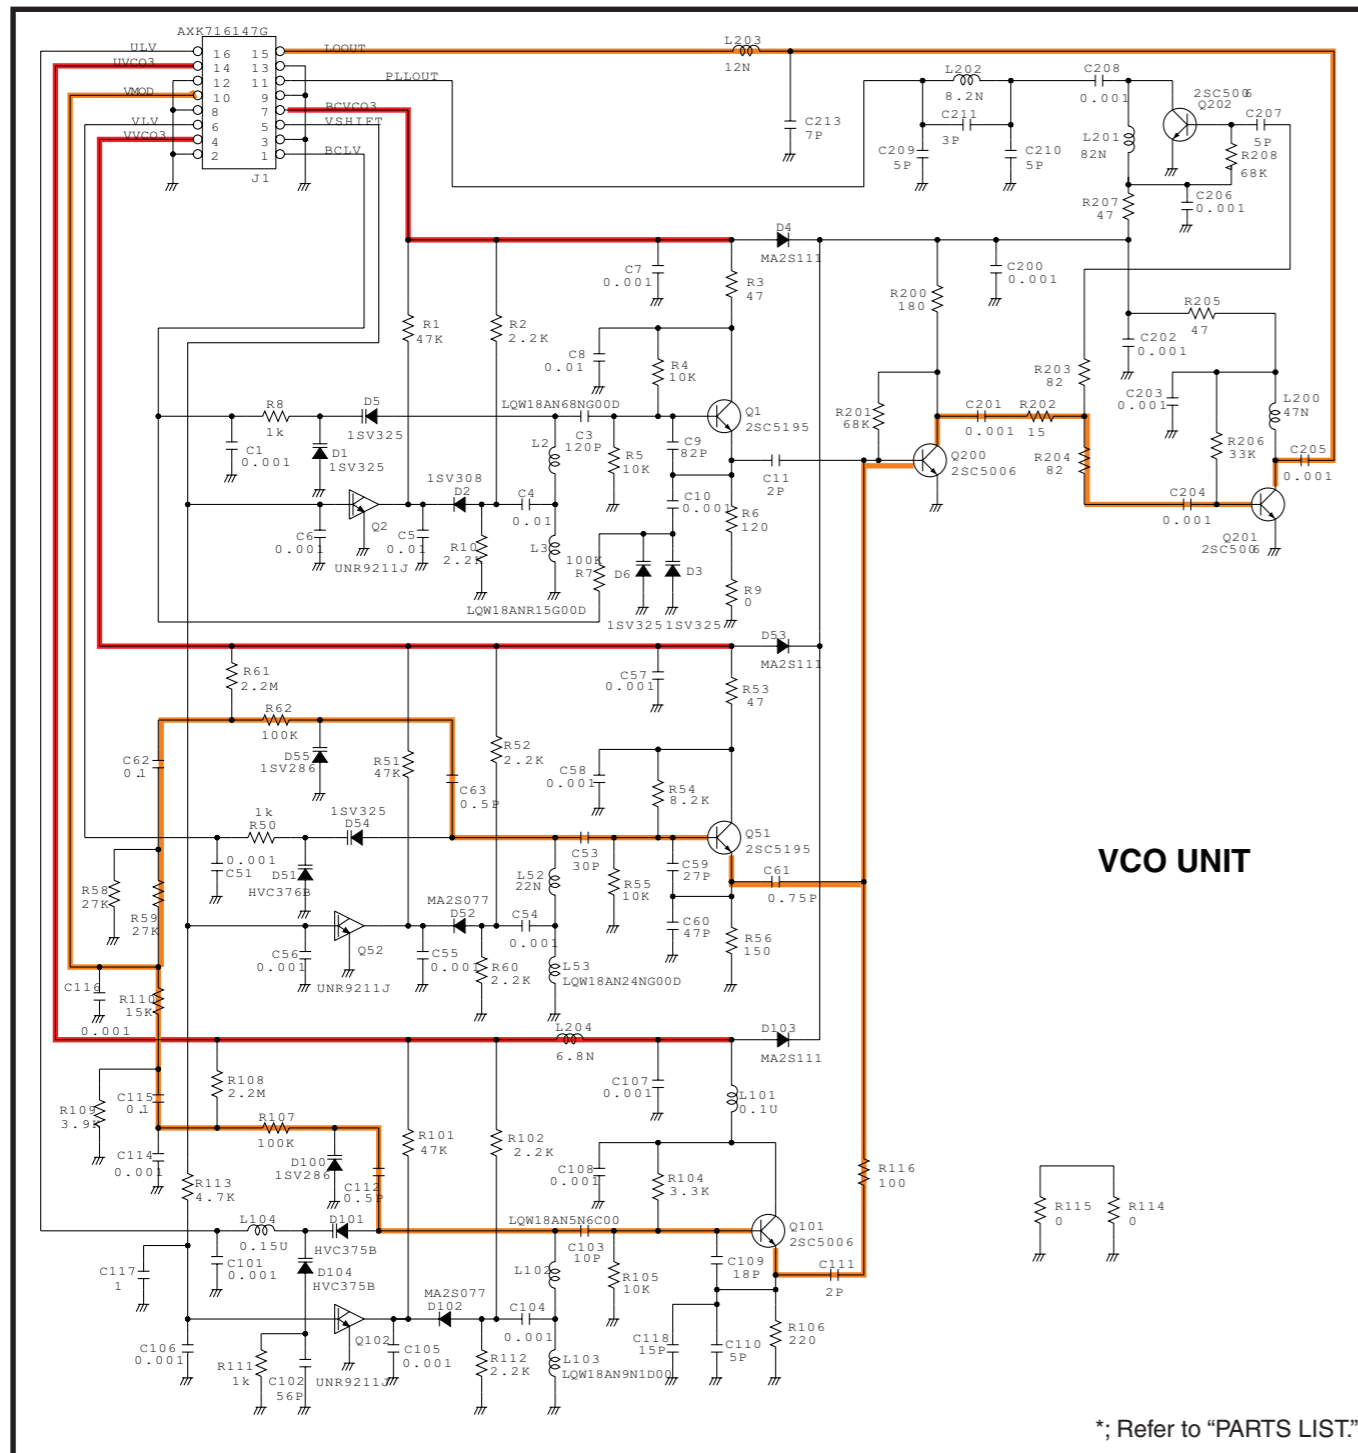 AXK716147G
ULV 16 15 LOOUT
UVCO3 14 13
12 11 PLLOUT
VMOD 10 9
8 7 BCVCO3
VLV 6 5 VSHIFT
VVCO3 4 3
2 1 BCLV
J1
L203
12N
C213
7P
L202
8.2N
C211
3P
C209
5P
C210
5P
C208
0.001
2SC5006
Q202
C207
5P
L201
82N
R208
68K
C206
0.001
R207
47
D4
MA2S111
C7
0.001
R3
47
C200
0.001
R200
180
R205
47
C202
0.001
R1
47K
R2
2.2K
C8
0.01
R4
10K
R203
82
C203
0.001
L200
47N
R8
1k
D5
1SV325
LQW18AN68NG00D
C3
120P
Q1
2SC5195
R201
68K
C201
0.001
R202
15
C1
0.001
D1
1SV325
L2
R5
10K
C9
82P
C11
2P
Q200
2SC5006
R204
82
R206
33K
C205
0.001
1SV308
D2
C4
0.01
C10
0.001
R6
120
C204
0.001
Q201
2SC5006
C6
0.001
Q2
UNR9211J
C5
0.01
R10
2.2K
L3
100K
R7
D6
D3
R9
0
LQW18ANR15G00D
1SV325
1SV325
D53
MA2S111
R61
2.2M
C57
0.001
R53
47
R62
100K
C62
0.1
D55
1SV286
R51
47K
R52
2.2K
C63
0.5P
C58
0.001
R54
8.2K
1k
R50
1SV325
D54
Q51
2SC5195
VCO UNIT
C53
30P
0.001
C51
D51
HVC376B
L52
22N
R55
10K
C59
27P
C61
0.75P
R58
27K
R59
27K
MA2S077
D52
C54
0.001
C60
47P
R56
150
C56
0.001
Q52
UNR9211J
C55
0.001
R60
2.2K
L53
LQW18AN24NG00D
C116
0.001
R110
15K
L204
6.8N
D103
MA2S111
R108
2.2M
C107
0.001
L101
0.1U
R109
3.9K
C115
0.1
R107
100K
R101
47K
R102
2.2K
C114
0.001
D100
1SV286
C112
0.5P
C108
0.001
R104
3.3K
R116
100
R113
4.7K
R115
0
R114
0
L104
0.15U
D101
HVC375B
LQW18AN5N6C00
C103
10P
Q101
2SC5006
C117
1
C101
0.001
D104
HVC375B
L102
R105
10K
C109
18P
C111
2P
MA2S077
D102
C104
0.001
C106
0.001
R111
1k
C102
56P
Q102
UNR9211J
C105
0.001
R112
2.2K
L103
LQW18AN9N1D00
C118
15P
C110
5P
R106
220
*; Refer to “PARTS LIST.”